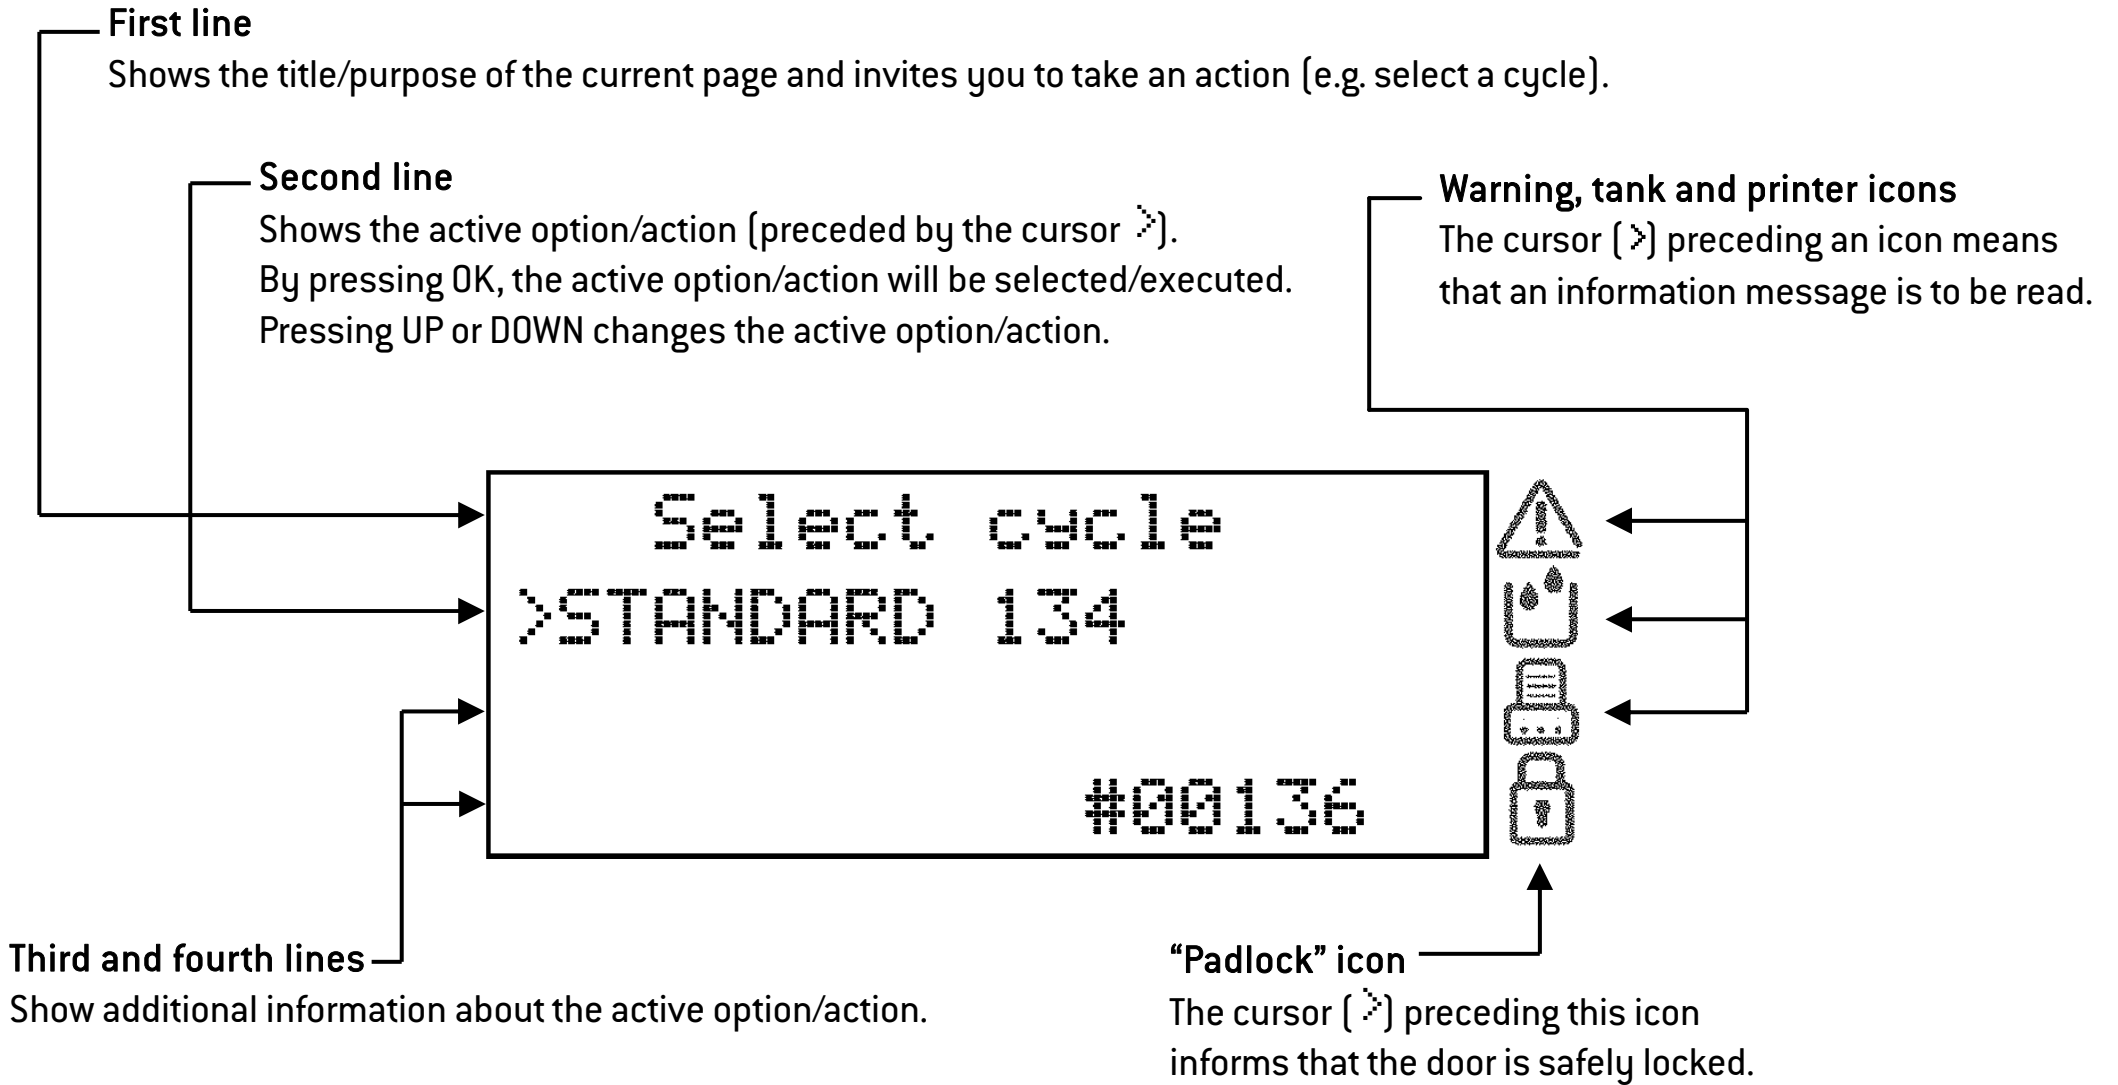 First line
Shows the title/purpose of the current page and invites you to take an action (e.g. select a cycle).
Second line
Shows the active option/action (preceded by the cursor >).
By pressing OK, the active option/action will be selected/executed.
Pressing UP or DOWN changes the active option/action.
Warning, tank and printer icons
The cursor (>) preceding an icon means
that an information message is to be read.
Select cycle
>STANDARD 134
#00136
Third and fourth lines
Show additional information about the active option/action.
“Padlock” icon
The cursor (>) preceding this icon
informs that the door is safely locked.